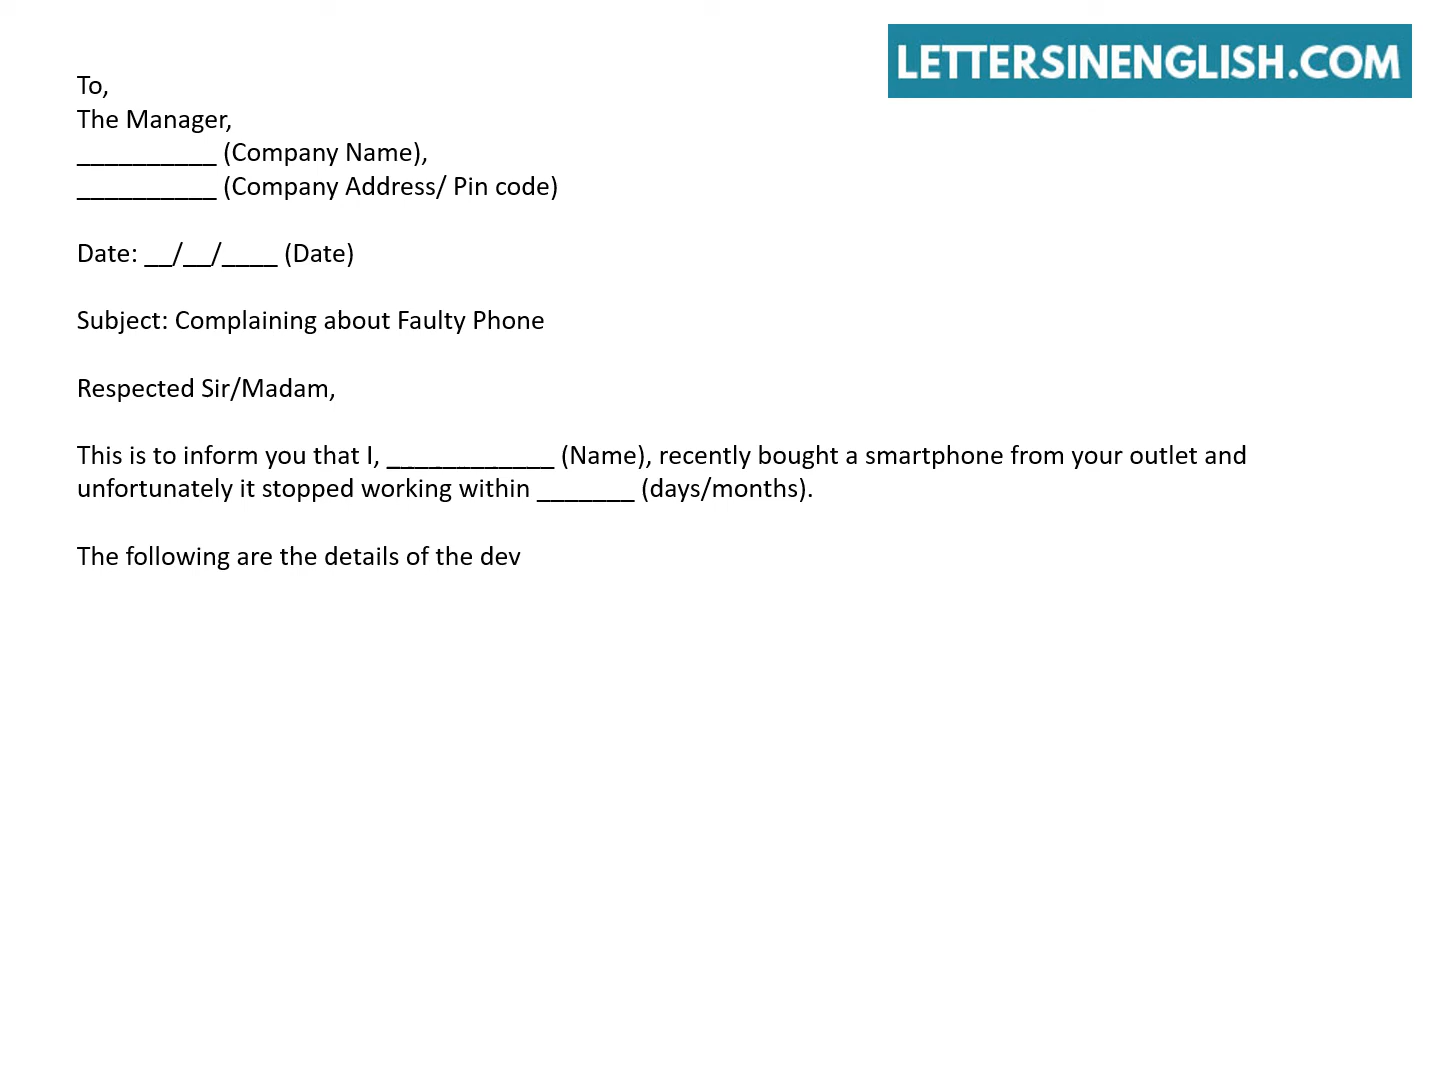 LETTERSINENGLISH.COM
To,
The Manager,
__________ (Company Name),
__________ (Company Address/ Pin code)
Date: __/__/____ (Date)
Subject: Complaining about Faulty Phone
Respected Sir/Madam,
This is to inform you that I, ____________ (Name), recently bought a smartphone from your outlet and
unfortunately it stopped working within _______ (days/months).
The following are the details of the dev